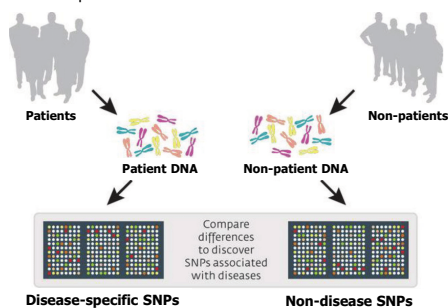 Patients
Non-patients
Patient DNA
Non-patient DNA
Compare
differences
to discover
SNPs associated
with diseases
Disease-specific SNPs
Non-disease SNPs